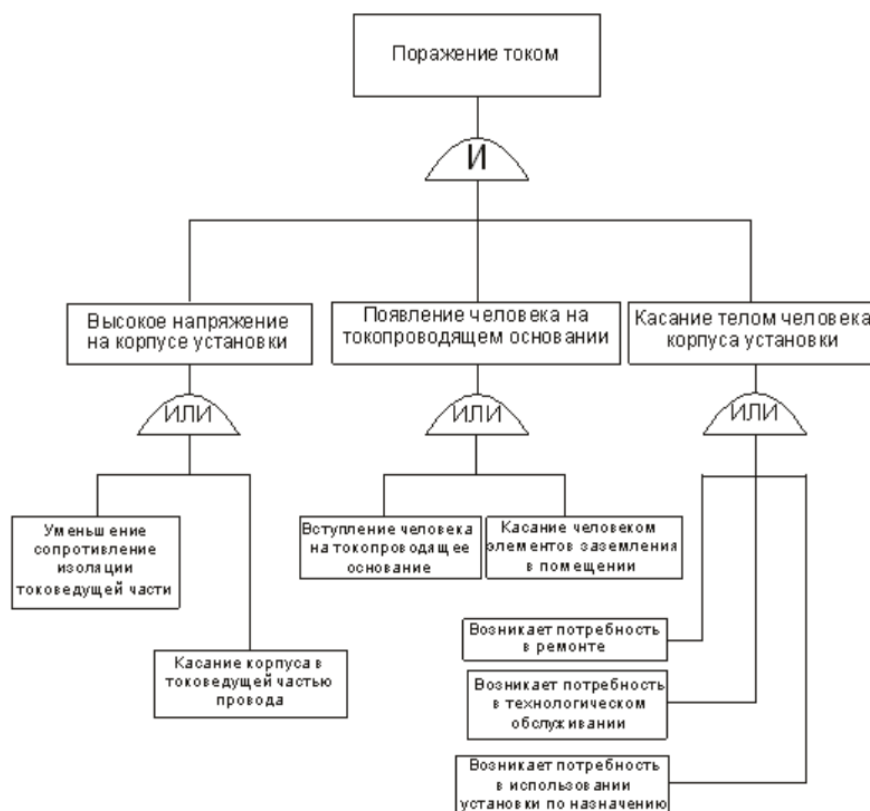 Поражение током
И
Высокое напряжение
на корпусе установки
Появление человека на
токопроводящем основании
Касание телом человека
корпуса установки
ИЛИ
ИЛИ
ИЛИ
Уменьшение
сопротивление
изоляции
токоведущей части
Касание корпуса в
токоведущей частью
провода
Вступление человека
на токопроводящее
основание
Касание человеком
элементов заземления
в помещении
Возникает потребность
в ремонте
Возникает потребность
в технологическом
обслуживании
Возникает потребность
в использовании
установки по назначению